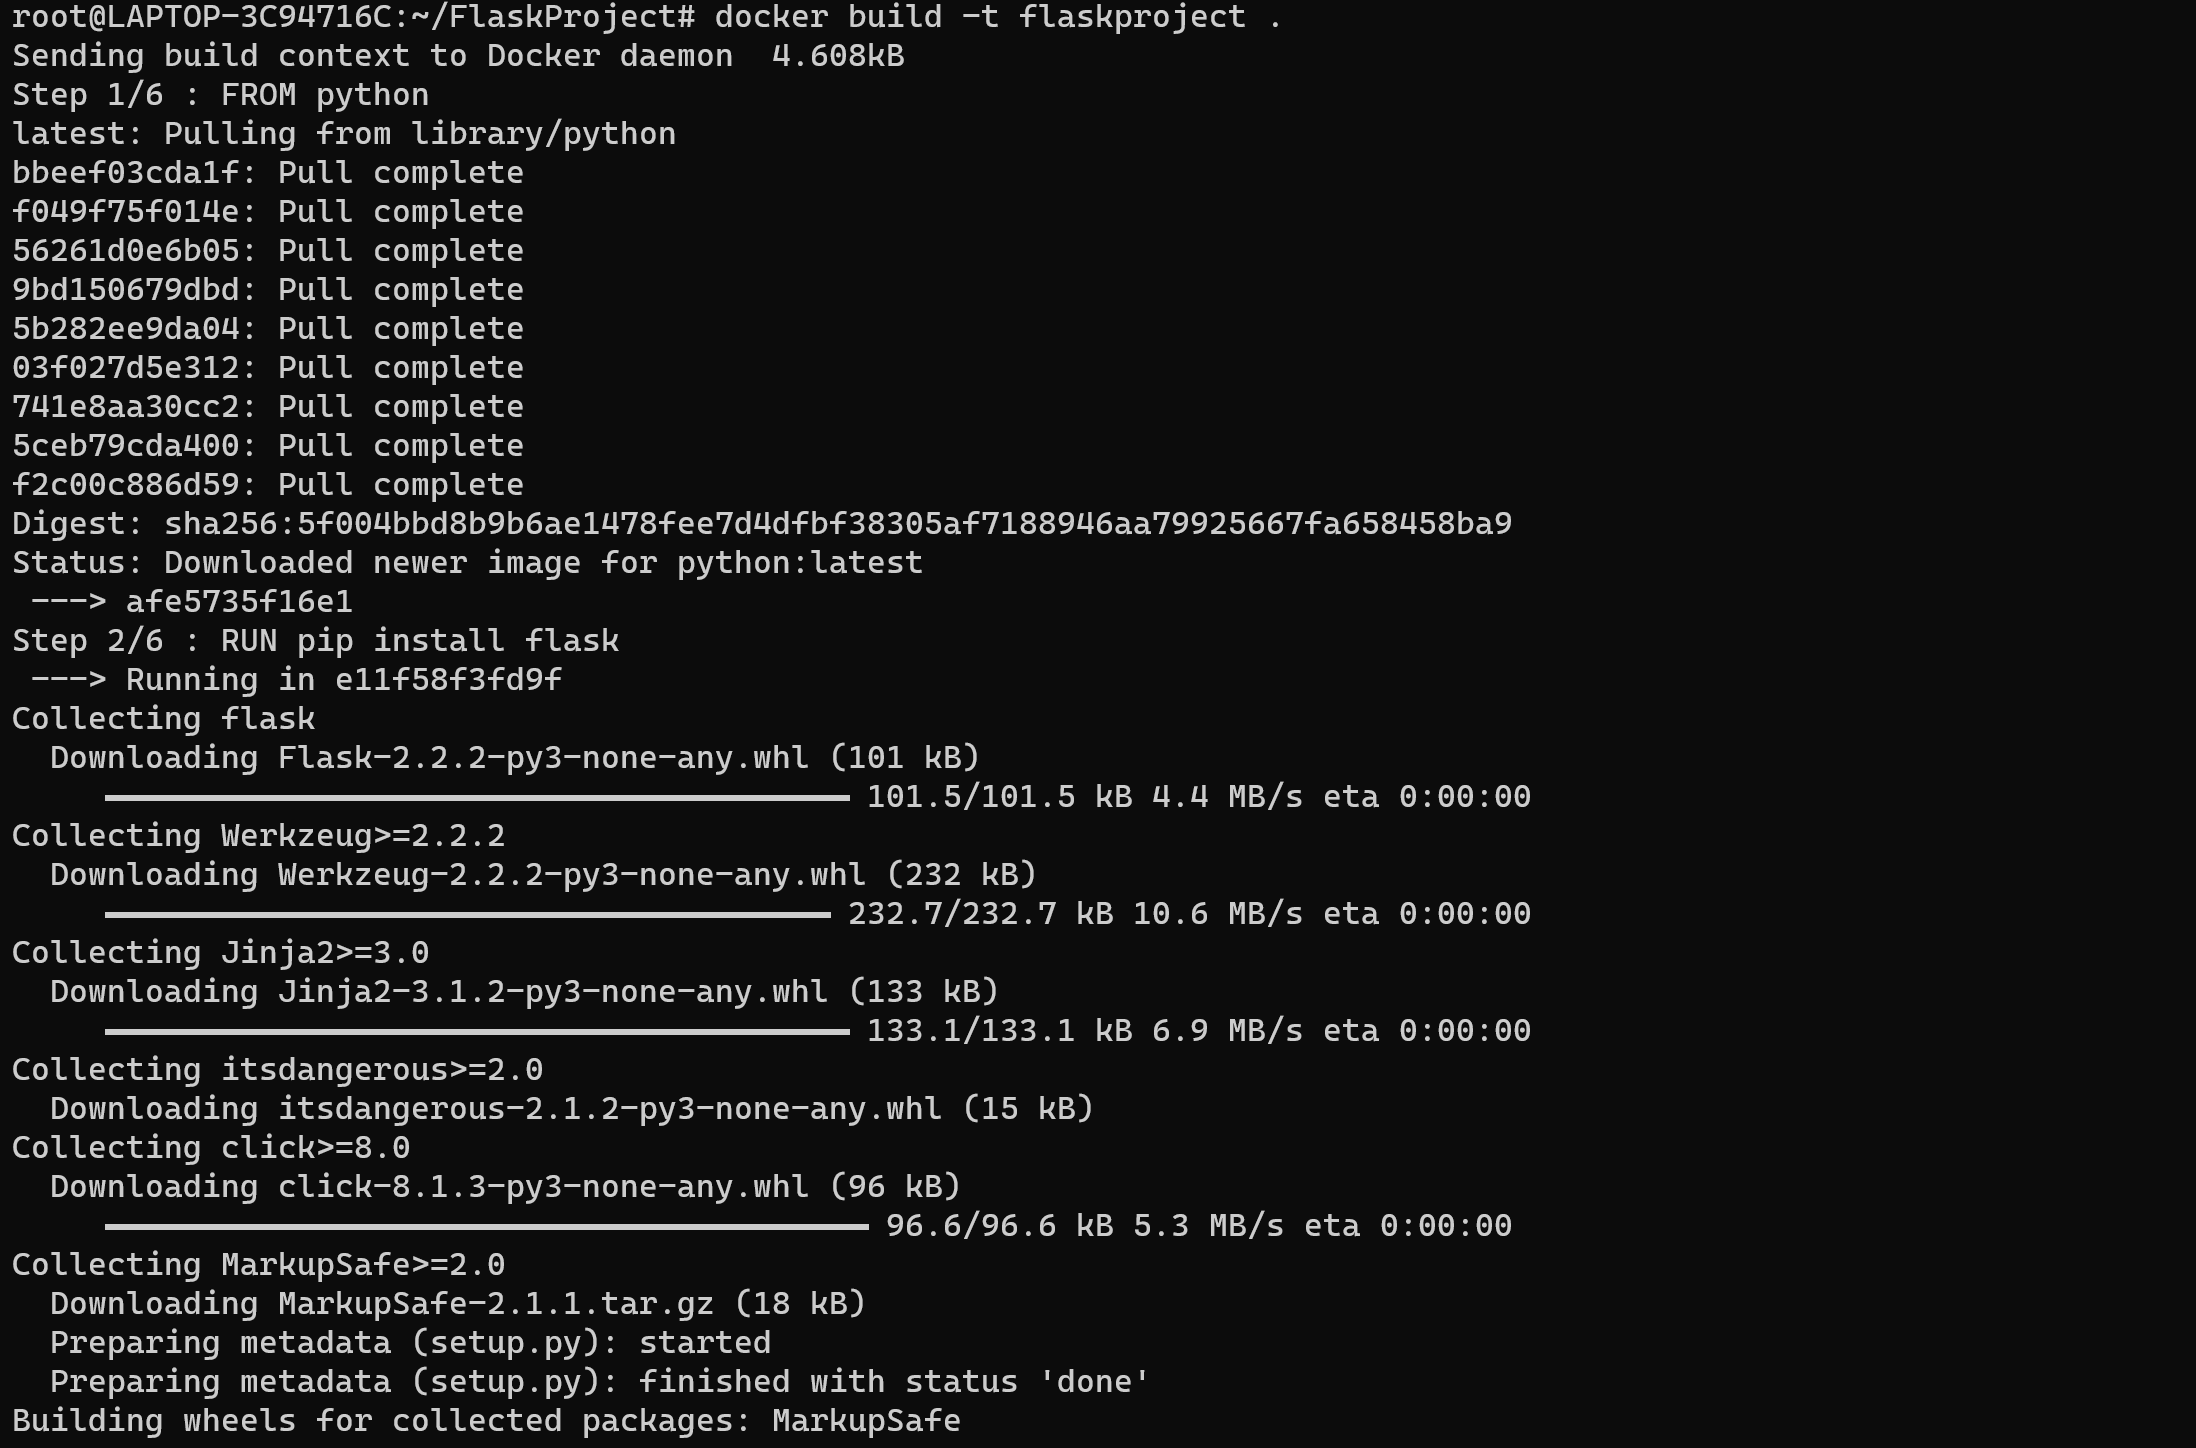 root@LAPTOP-3C94716C:~/FlaskProject# docker build -t flaskproject .
Sending build context to Docker daemon  4.608kB
Step 1/6 : FROM python
latest: Pulling from library/python
bbeef03cda1f: Pull complete
f049f75f014e: Pull complete
56261d0e6b05: Pull complete
9bd150679dbd: Pull complete
5b282ee9da04: Pull complete
03f027d5e312: Pull complete
741e8aa30cc2: Pull complete
5ceb79cda400: Pull complete
f2c00c886d59: Pull complete
Digest: sha256:5f004bbd8b9b6ae1478fee7d4dfbf38305af7188946aa79925667fa658458ba9
Status: Downloaded newer image for python:latest
 ---> afe5735f16e1
Step 2/6 : RUN pip install flask
 ---> Running in e11f58f3fd9f
Collecting flask
  Downloading Flask-2.2.2-py3-none-any.whl (101 kB)
101.5/101.5 kB 4.4 MB/s eta 0:00:00
Collecting Werkzeug>=2.2.2
  Downloading Werkzeug-2.2.2-py3-none-any.whl (232 kB)
232.7/232.7 kB 10.6 MB/s eta 0:00:00
Collecting Jinja2>=3.0
  Downloading Jinja2-3.1.2-py3-none-any.whl (133 kB)
133.1/133.1 kB 6.9 MB/s eta 0:00:00
Collecting itsdangerous>=2.0
  Downloading itsdangerous-2.1.2-py3-none-any.whl (15 kB)
Collecting click>=8.0
  Downloading click-8.1.3-py3-none-any.whl (96 kB)
96.6/96.6 kB 5.3 MB/s eta 0:00:00
Collecting MarkupSafe>=2.0
  Downloading MarkupSafe-2.1.1.tar.gz (18 kB)
  Preparing metadata (setup.py): started
  Preparing metadata (setup.py): finished with status 'done'
Building wheels for collected packages: MarkupSafe